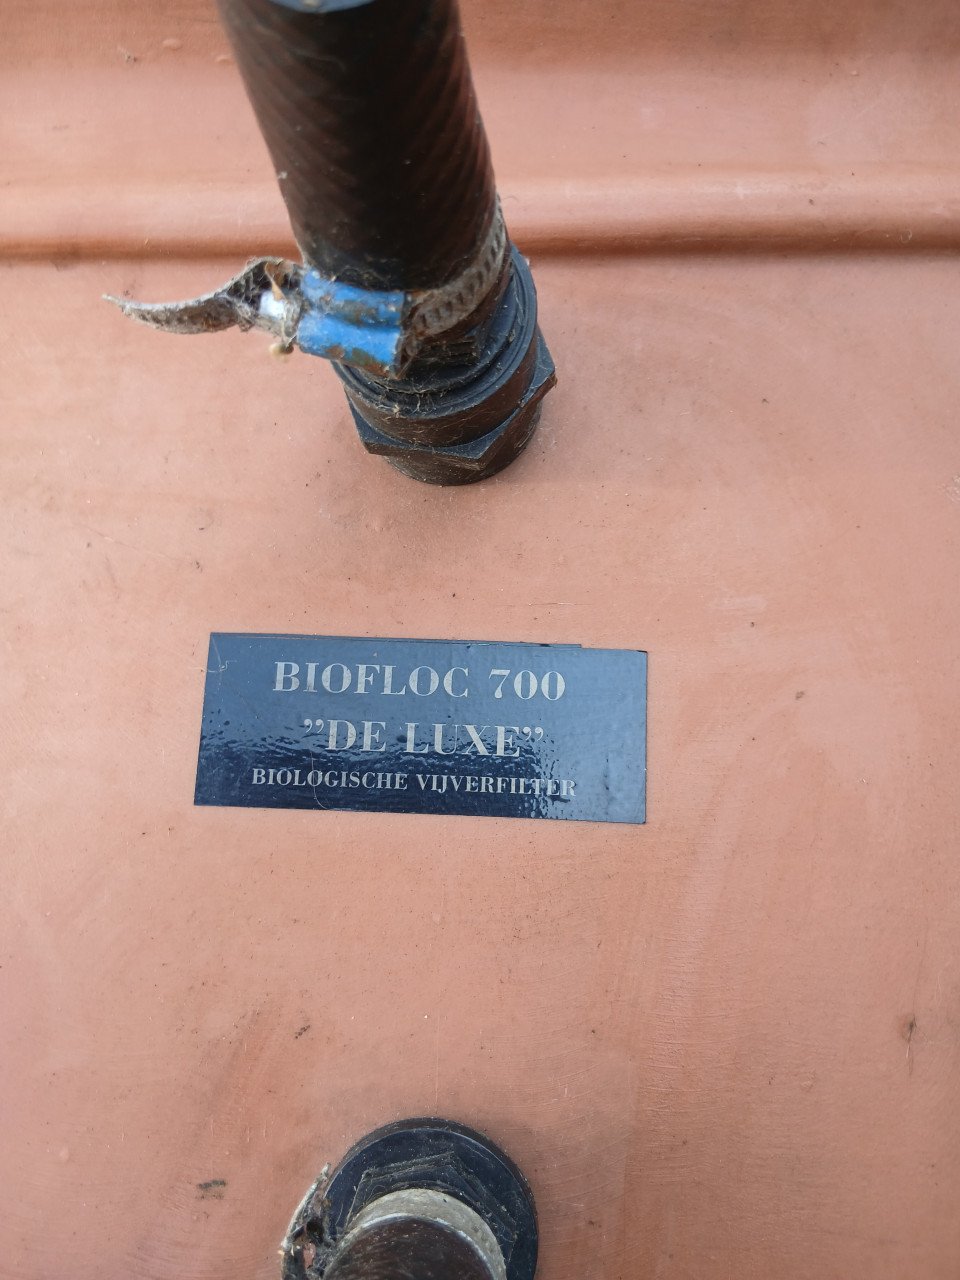 BIOFLOC 700
”DE LUXE”
BIOLOGISCHE VIJVERFILTER